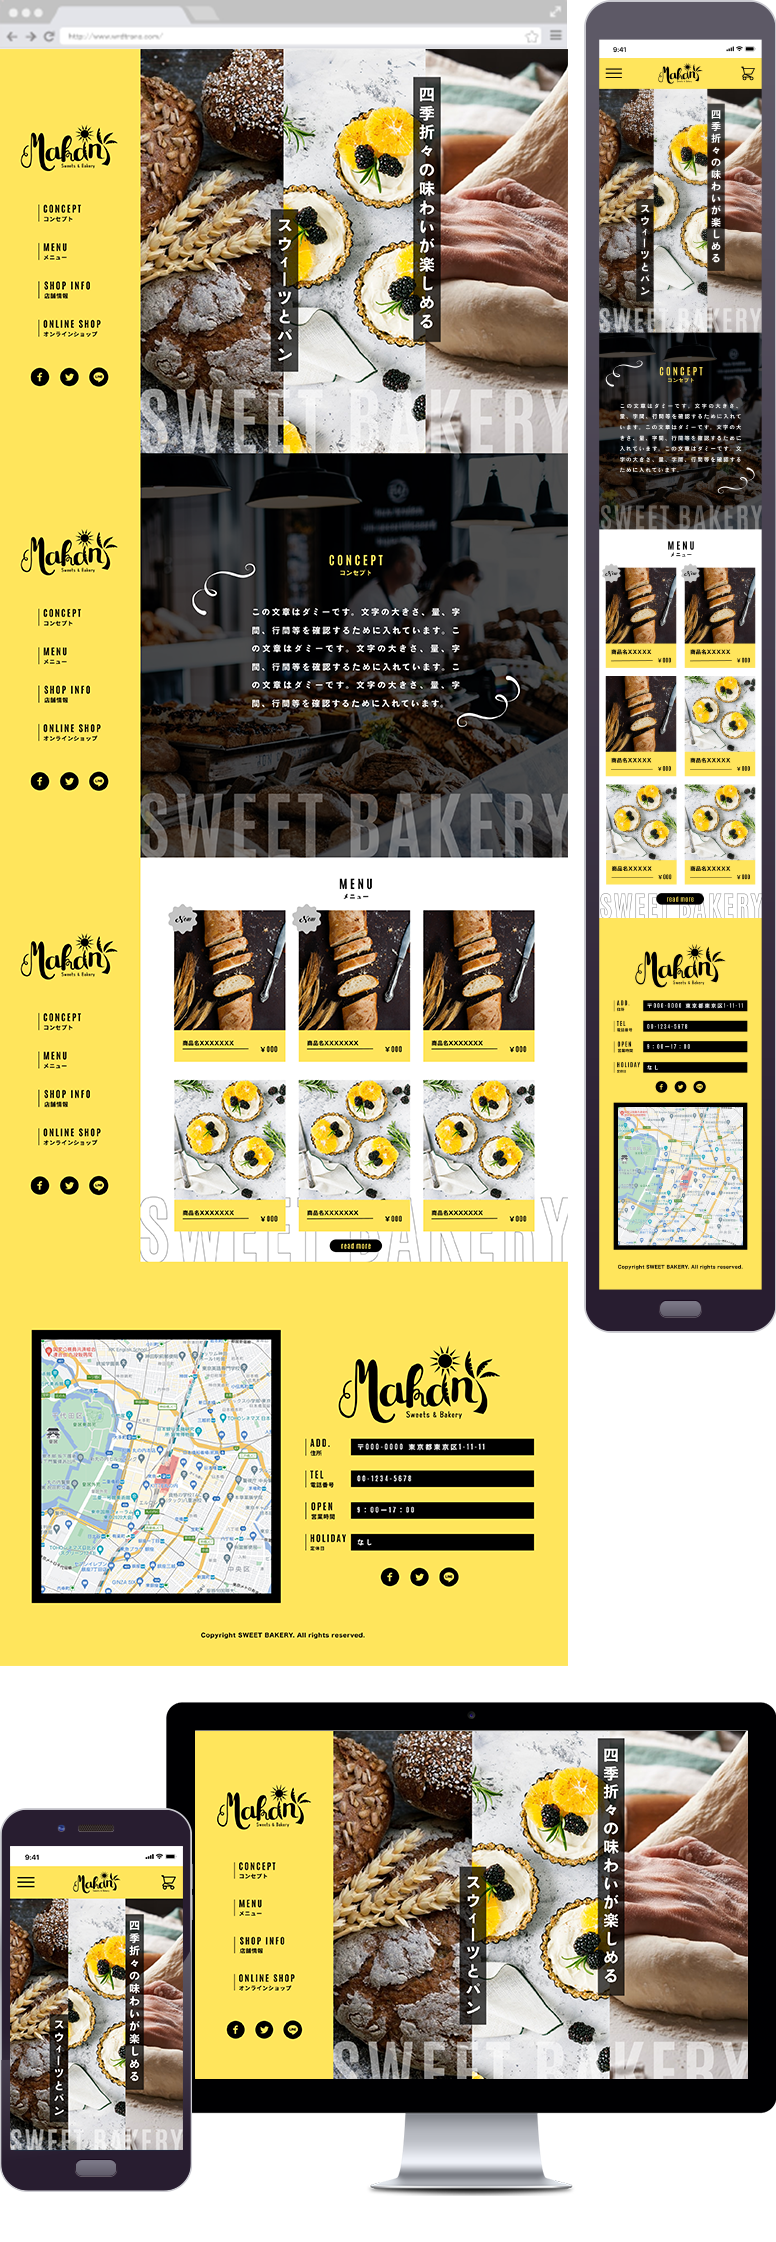 http://www.wrdtrans.com/
Mahan
Sweets & Bakery
CONCEPT
コンセプト
MENU
メニュー
SHOP INFO
店舗情報
ONLINE SHOP
オンラインショップ
四季折々の味わいが楽しめる
スウィーツとパン
SWEET BAKERY
Mahan
Sweets & Bakery
CONCEPT
コンセプト
MENU
メニュー
SHOP INFO
店舗情報
ONLINE SHOP
オンラインショップ
CONCEPT
コンセプト
この文章はダミーです。文字の大きさ、量、字
間、行間等を確認するために入れています。こ
の文章はダミーです。文字の大きさ、量、字
間、行間等を確認するために入れています。こ
の文章はダミーです。文字の大きさ、量、字
間、行間等を確認するために入れています。
SWEET BAKERY
Mahan
Sweets & Bakery
CONCEPT
コンセプト
MENU
メニュー
SHOP INFO
店舗情報
ONLINE SHOP
オンラインショップ
MENU
メニュー
New
New
商品名XXXXXXX
¥000
商品名XXXXXXX
¥000
商品名XXXXXXX
¥000
商品名XXXXXXX
¥000
商品名XXXXXXX
¥000
商品名XXXXXXX
¥000
SWEET BAKERY
read more
Mahan
Sweets & Bakery
ADD.
住所
〒000-0000 東京都東京区1-11-11
TEL
電話番号
00-1234-5678
OPEN
営業時間
9:00ー17:00
HOLIDAY
定休日
なし
Copyright SWEET BAKERY. All rights reserved.
9:41
Mahan
四季折々の味わいが楽しめる
スウィーツとパン
SWEET BAKERY
CONCEPT
コンセプト
この文章はダミーです。文字の大きさ、
量、字間、行間等を確認するために入れて
います。この文章はダミーです。文字の大
きさ、量、字間、行間等を確認するために
入れています。この文章はダミーです。文
字の大きさ、量、字間、行間等を確認する
ために入れています。
SWEET BAKERY
MENU
メニュー
New
New
商品名XXXXX
¥000
商品名XXXXX
¥000
商品名XXXXX
¥000
商品名XXXXX
¥000
商品名XXXXX
¥000
商品名XXXXX
¥000
SWEET BAKERY
read more
Mahan
Sweets & Bakery
ADD.
住所
〒000-0000 東京都東京区1-11-11
TEL
電話番号
00-1234-5678
OPEN
営業時間
9:00ー17:00
HOLIDAY
定休日
なし
Copyright SWEET BAKERY. All rights reserved.
9:41
Mahan
四季折々の味わいが楽しめる
スウィーツとパン
SWEET BAKERY
Mahan
Sweets & Bakery
CONCEPT
コンセプト
MENU
メニュー
SHOP INFO
店舗情報
ONLINE SHOP
オンラインショップ
四季折々の味わいが楽しめる
スウィーツとパン
SWEET BAKERY